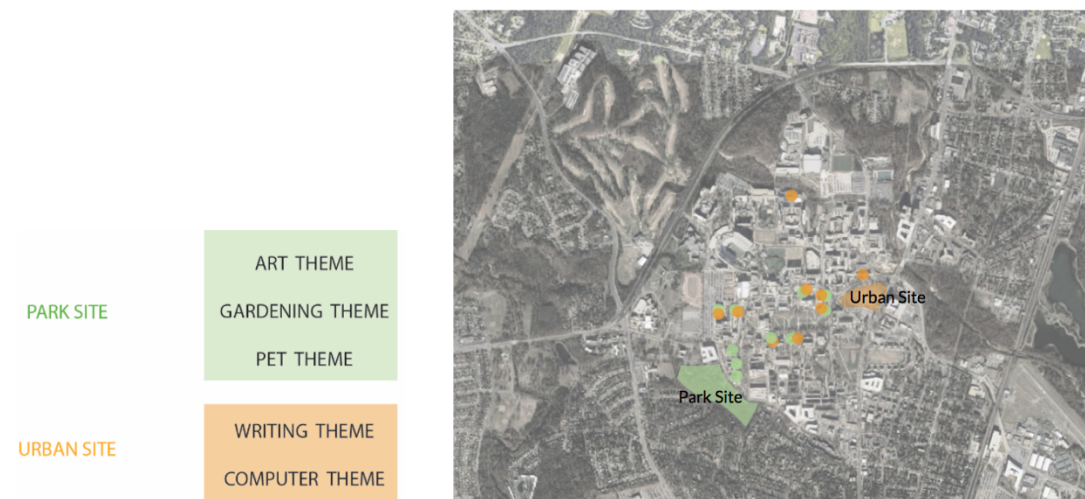 PARK SITE
ART THEME
GARDENING THEME
PET THEME
URBAN SITE
WRITING THEME
COMPUTER THEME
Urban Site
Park Site